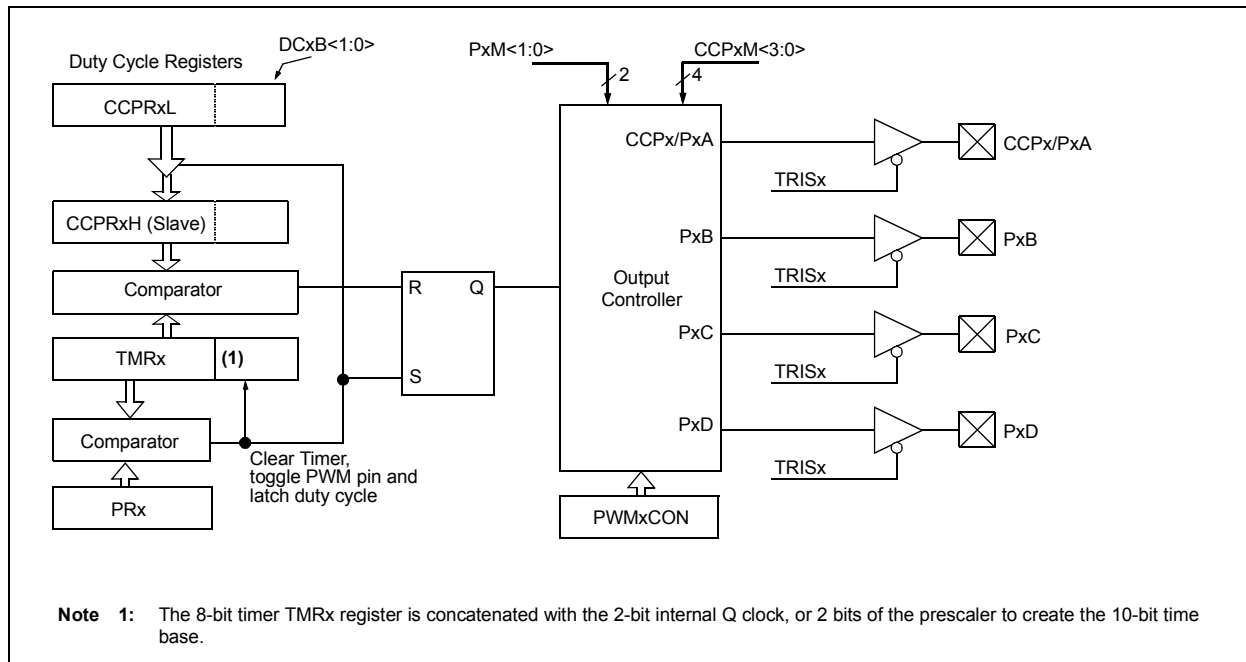 DCxB<1:0>
Duty Cycle Registers
CCPRxL
CCPRxH (Slave)
Comparator
TMRx
(1)
Comparator
PRx
Clear Timer,
toggle PWM pin and
latch duty cycle
R
Q
S
PxM<1:0>
2
CCPxM<3:0>
4
Output
Controller
CCPx/PxA
TRISx
CCPx/PxA
PxB
TRISx
PxB
PxC
TRISx
PxC
PxD
TRISx
PxD
PWMxCON
Note 1: The 8-bit timer TMRx register is concatenated with the 2-bit internal Q clock, or 2 bits of the prescaler to create the 10-bit time
base.